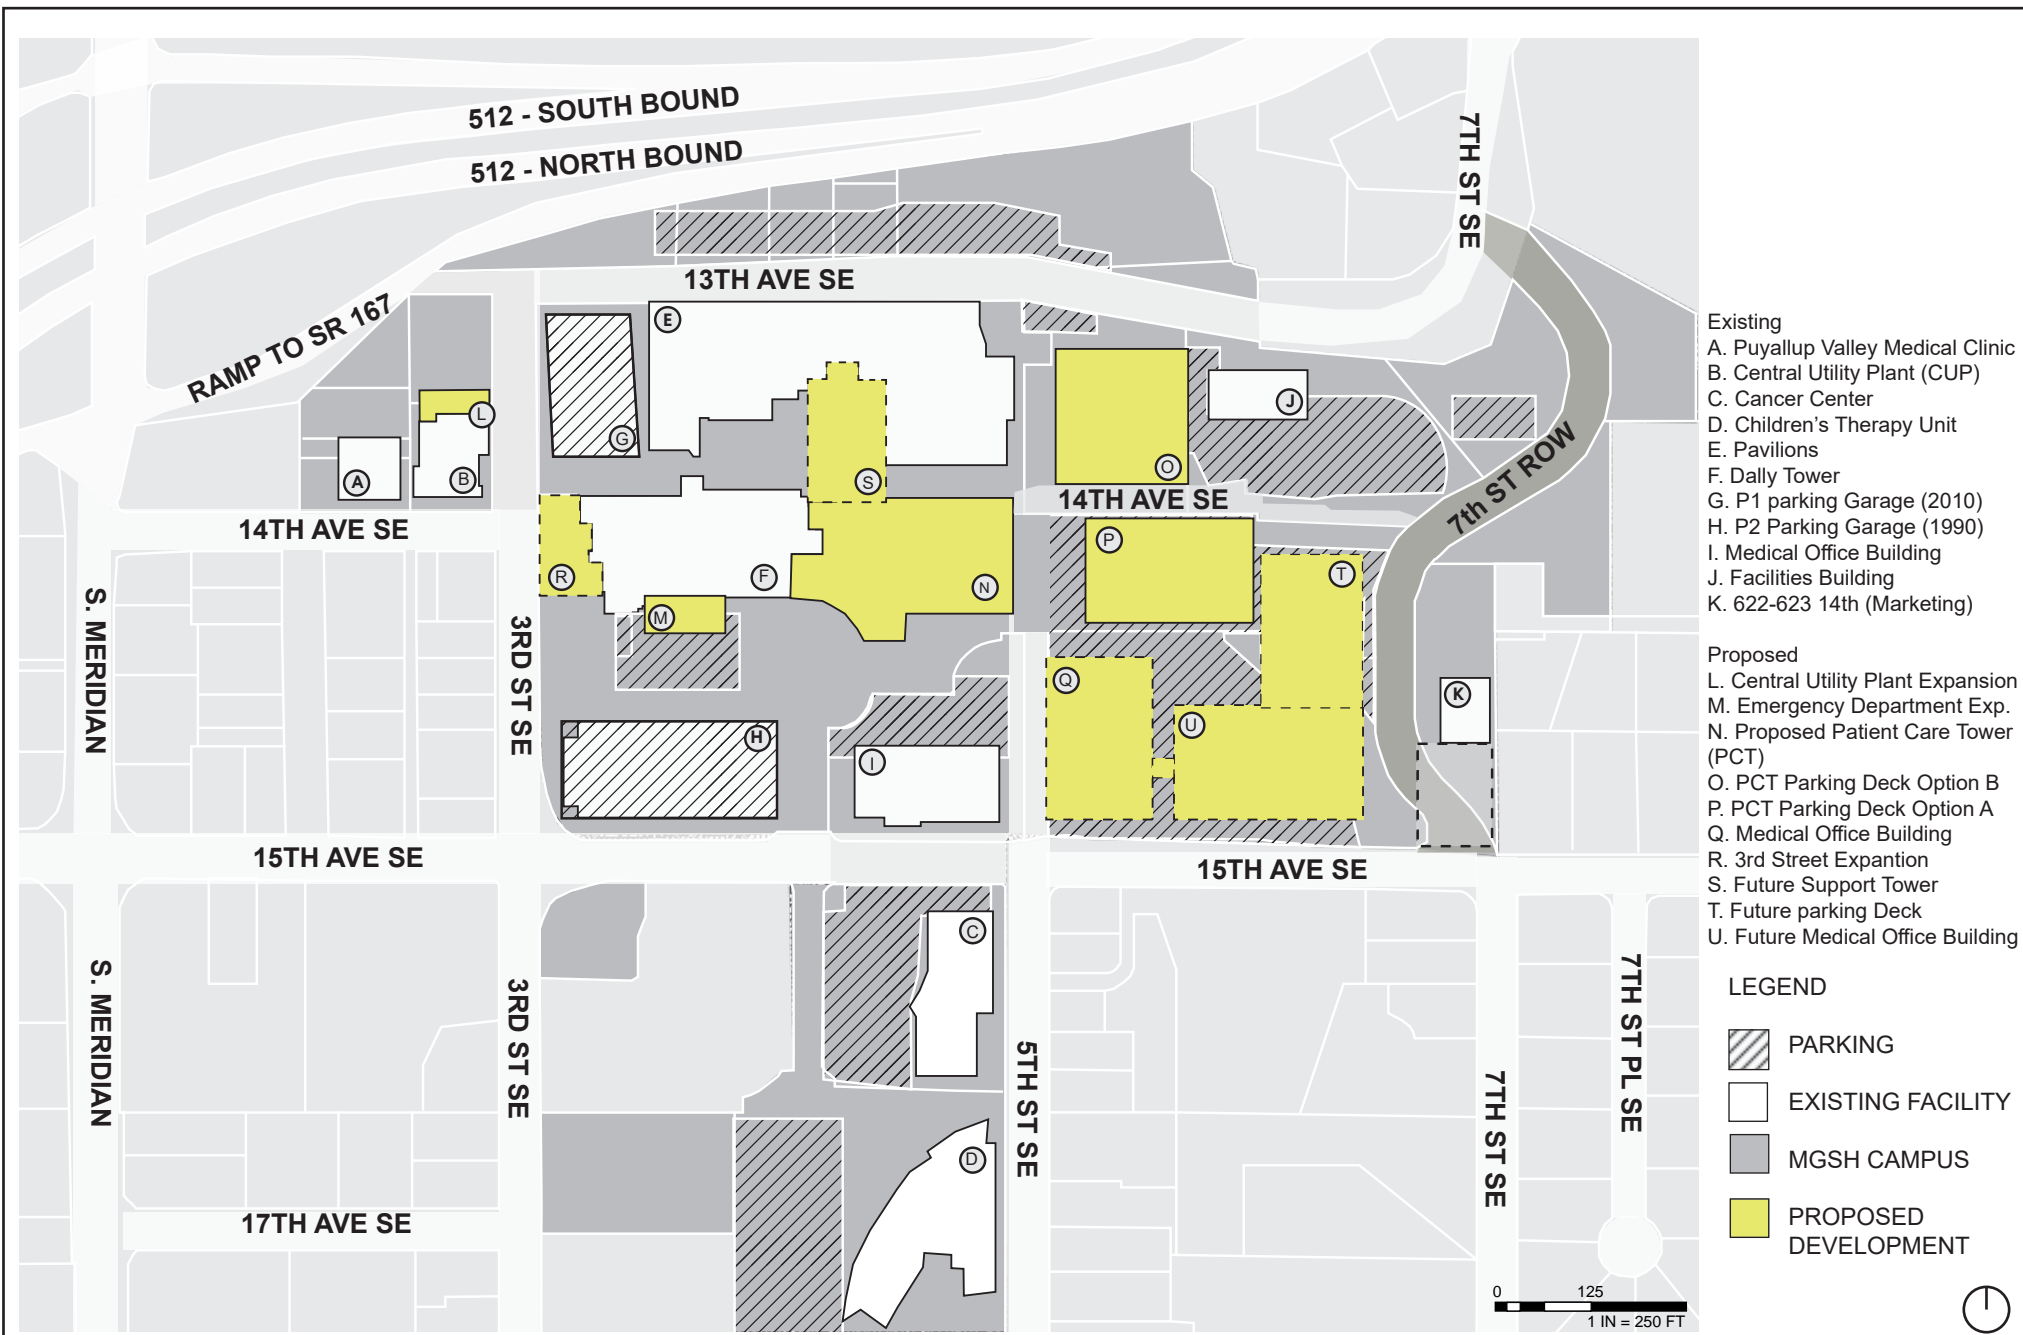 512 - SOUTH BOUND
512 - NORTH BOUND
7TH ST SE
13TH AVE SE
RAMP TO SR 167
E
G
L
A
B
S
O
J
14TH AVE SE
14TH AVE SE
7th ST ROW
P
R
F
N
T
M
S. MERIDIAN
3RD ST SE
Q
K
U
H
I
15TH AVE SE
15TH AVE SE
C
S. MERIDIAN
3RD ST SE
5TH ST SE
7TH ST SE
7TH ST PL SE
D
17TH AVE SE
Existing
A. Puyallup Valley Medical Clinic
B. Central Utility Plant (CUP)
C. Cancer Center
D. Children's Therapy Unit
E. Pavilions
F. Dally Tower
G. P1 parking Garage (2010)
H. P2 Parking Garage (1990)
I. Medical Office Building
J. Facilities Building
K. 622-623 14th (Marketing)
Proposed
L. Central Utility Plant Expansion
M. Emergency Department Exp.
N. Proposed Patient Care Tower
(PCT)
O. PCT Parking Deck Option B
P. PCT Parking Deck Option A
Q. Medical Office Building
R. 3rd Street Expantion
S. Future Support Tower
T. Future parking Deck
U. Future Medical Office Building
LEGEND
PARKING
EXISTING FACILITY
MGSH CAMPUS
PROPOSED
DEVELOPMENT
0 125
1 IN = 250 FT